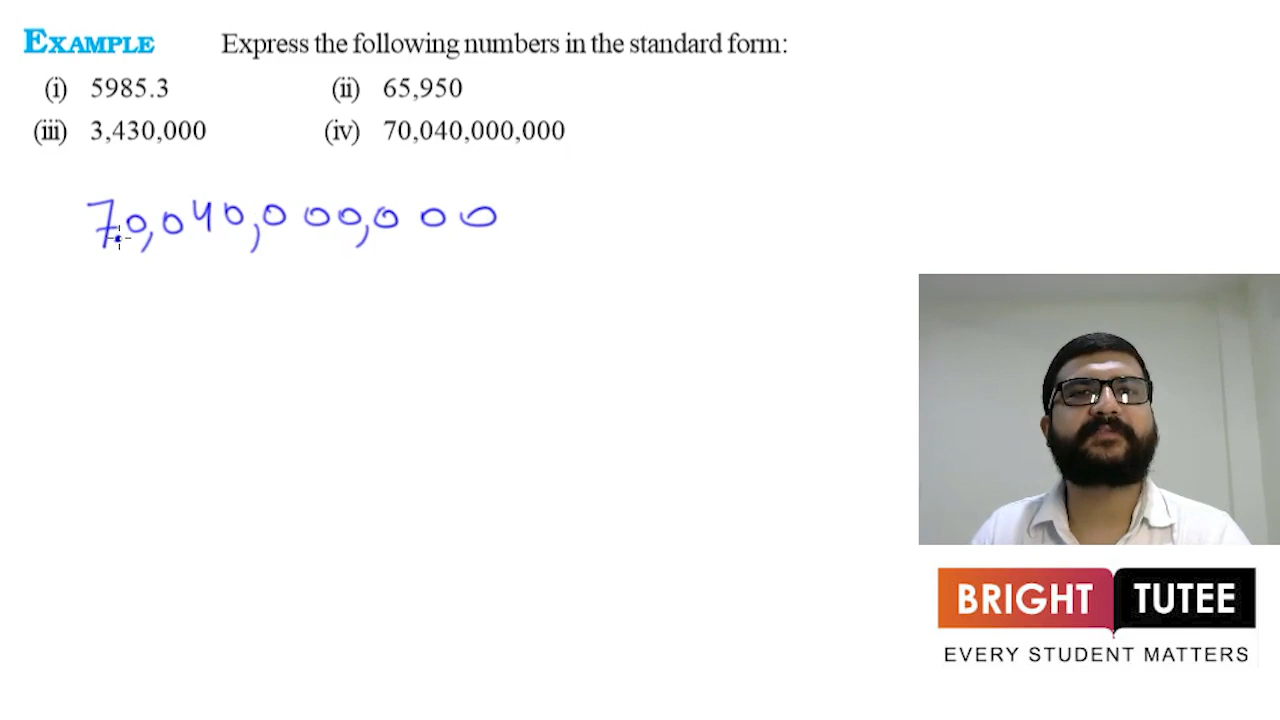 EXAMPLE Express the following numbers in the standard form:
(i) 5985.3 (ii) 65,950
(iii) 3,430,000 (iv) 70,040,000,000
70,040,000,000
BRIGHT TUTEE
EVERY STUDENT MATTERS